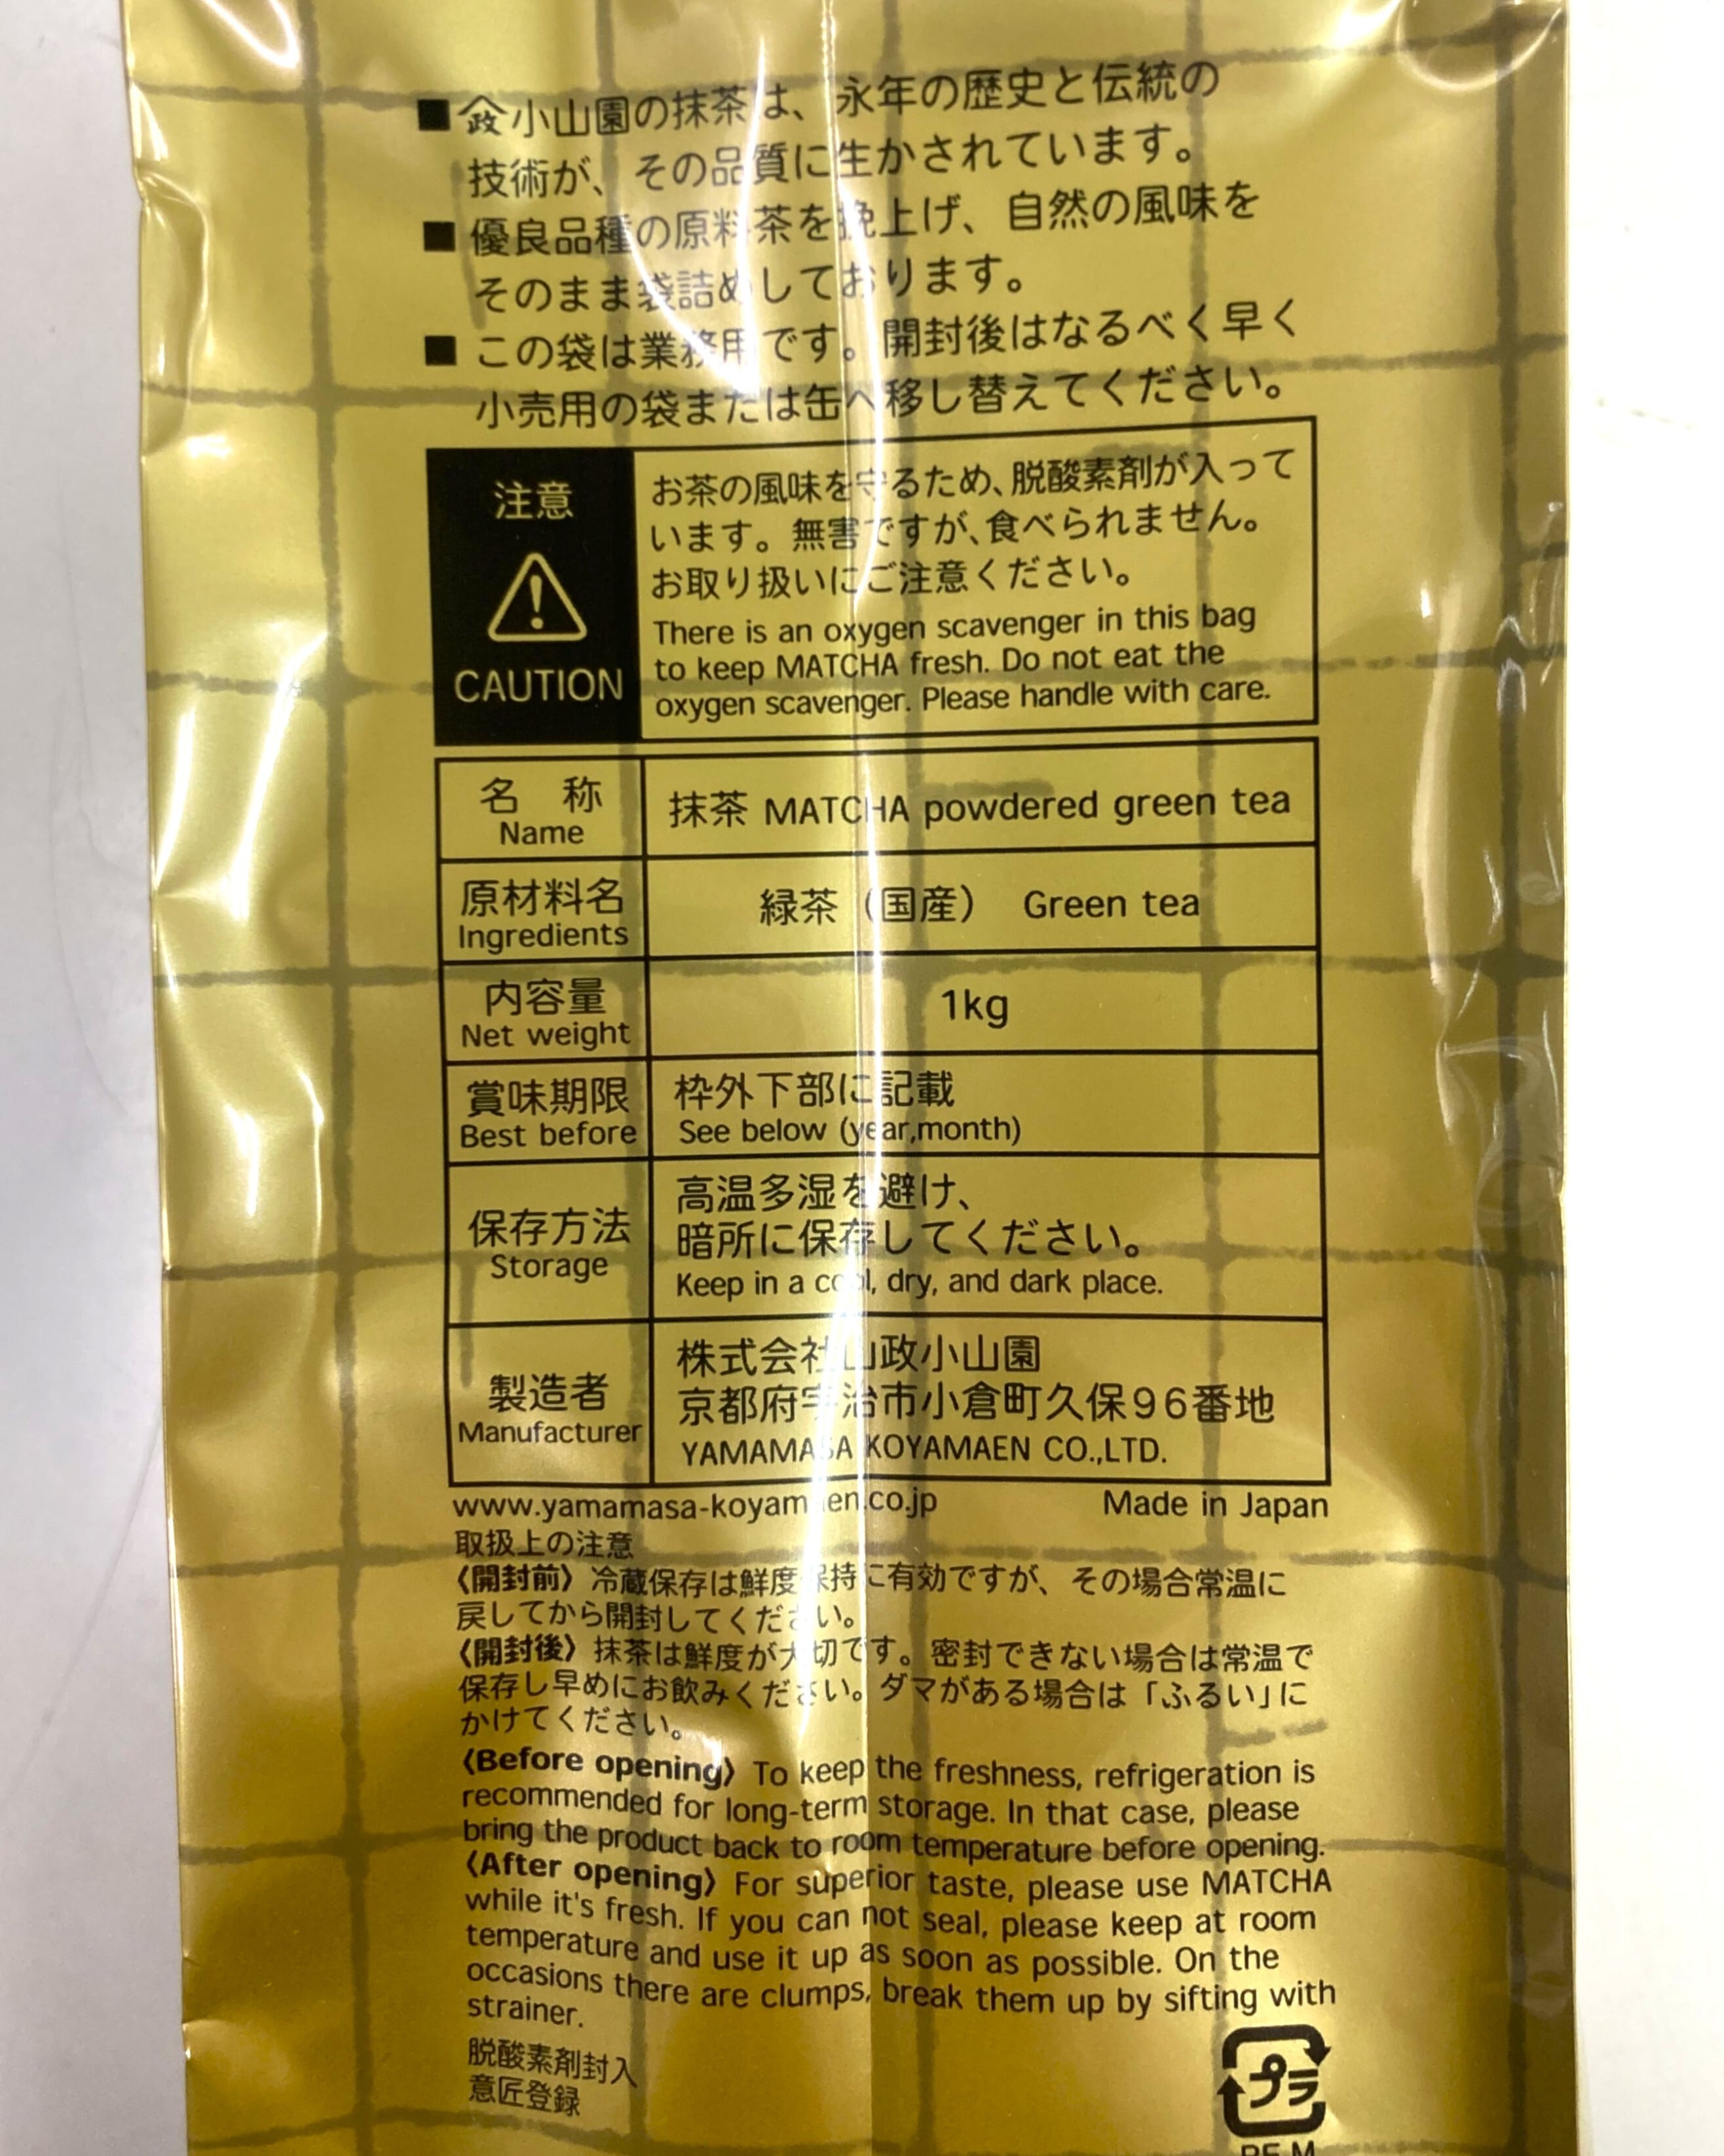 ■ 小山園の抹茶は、永年の歴史と伝統の
技術が、その品質に生かされています。
■ 優良品種の原料茶を挽上げ、自然の風味を
そのまま袋詰めしております。
■ この袋は業務用です。開封後はなるべく早く
小売用の袋または缶へ移し替えてください。
注意
CAUTION
お茶の風味を守るため、脱酸素剤が入って
います。無害ですが、食べられません。
お取り扱いにご注意ください。
There is an oxygen scavenger in this bag
to keep MATCHA fresh. Do not eat the
oxygen scavenger. Please handle with care.
名 称
Name
抹茶 MATCHA powdered green tea
原材料名
Ingredients
緑茶（国産） Green tea
内容量
Net weight
1kg
賞味期限
Best before
枠外下部に記載
See below (year,month)
保存方法
Storage
高温多湿を避け、
暗所に保存してください。
Keep in a cool, dry, and dark place.
製造者
Manufacturer
株式会社山政小山園
京都府宇治市小倉町久保96番地
YAMAMASA KOYAMAEN CO.,LTD.
www.yamamasa-koyamaen.co.jp Made in Japan
取扱上の注意
〈開封前〉冷蔵保存は鮮度保持に有効ですが、その場合常温に
戻してから開封してください。
〈開封後〉抹茶は鮮度が大切です。密封できない場合は常温で
保存し早めにお飲みください。ダマがある場合は「ふるい」に
かけてください。
〈Before opening〉To keep the freshness, refrigeration is
recommended for long-term storage. In that case, please
bring the product back to room temperature before opening.
〈After opening〉For superior taste, please use MATCHA
while it's fresh. If you can not seal, please keep at room
temperature and use it up as soon as possible. On the
occasions there are clumps, break them up by sifting with
strainer.
脱酸素剤封入
意匠登録
プラ